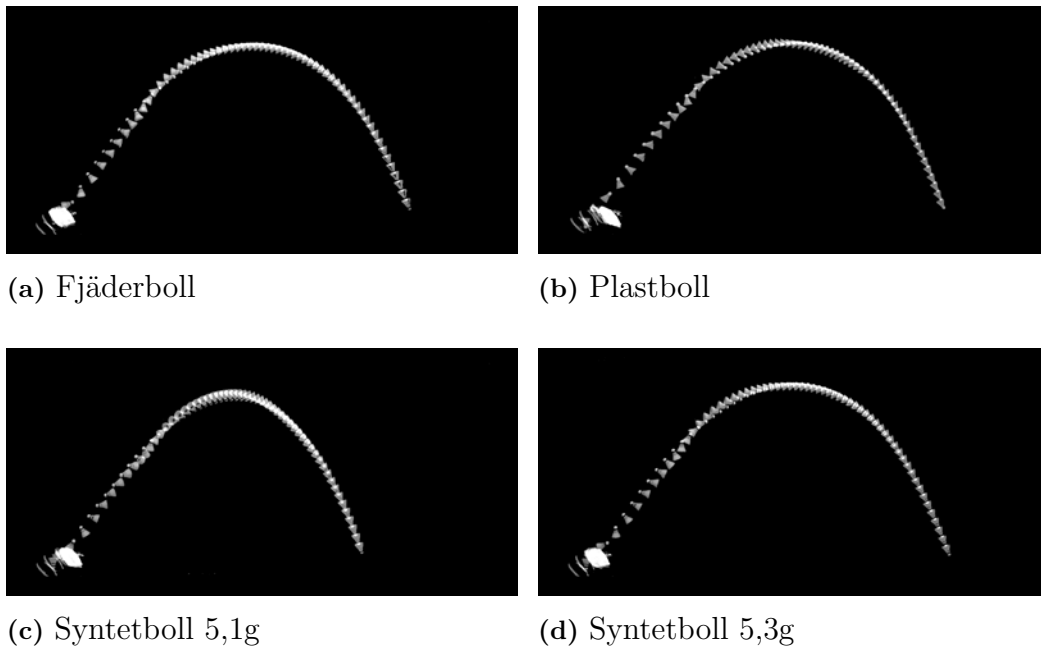 (a) Fjäderboll
(b) Plastboll
(c) Syntetboll 5,1g
(d) Syntetboll 5,3g